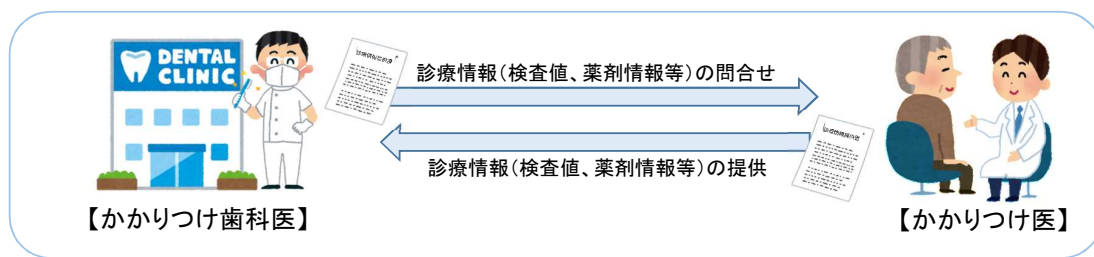 DENTAL
CLINIC
診療情報(検査値、薬剤情報等)の問合せ
診療情報(検査値、薬剤情報等)の提供
【かかりつけ歯科医】
【かかりつけ医】